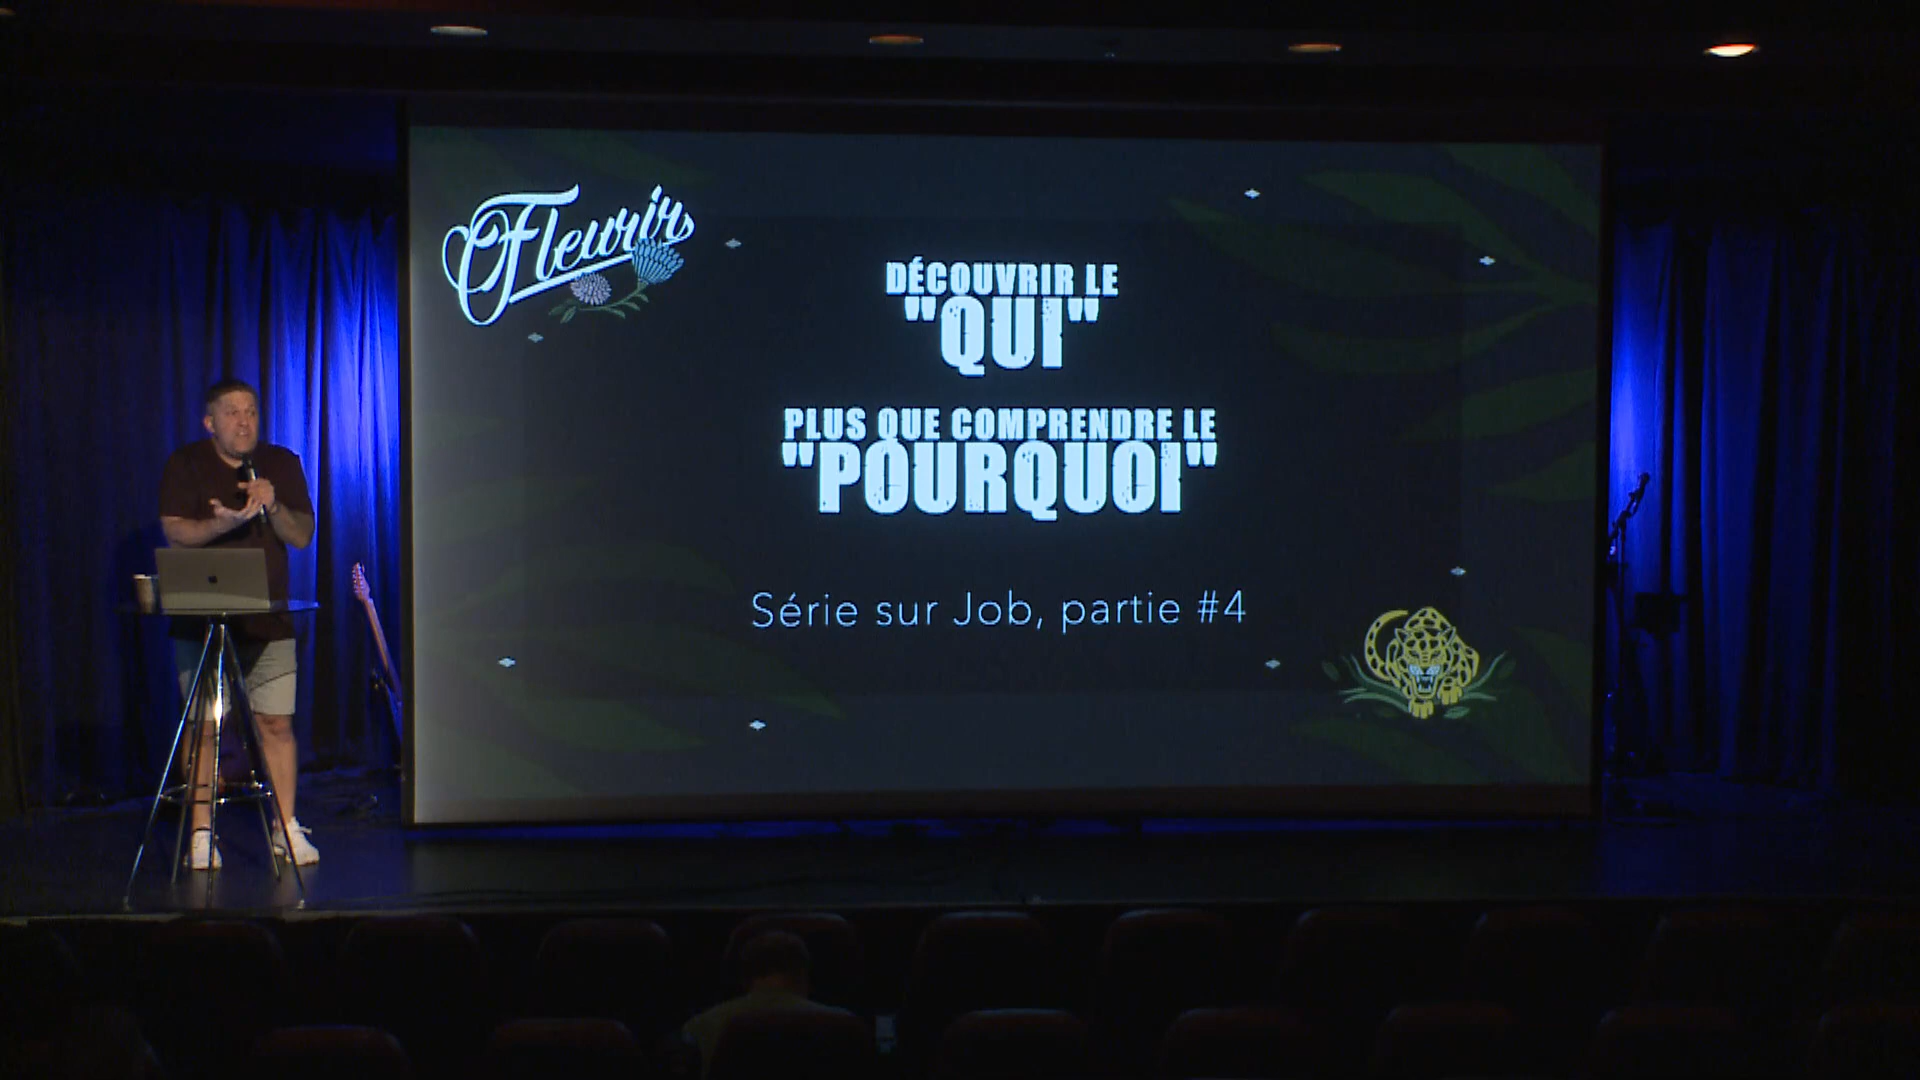 Fleurir
DÉCOUVRIR LE
"QUI"
PLUS QUE COMPRENDRE LE
"POURQUOI"
Série sur Job, partie #4